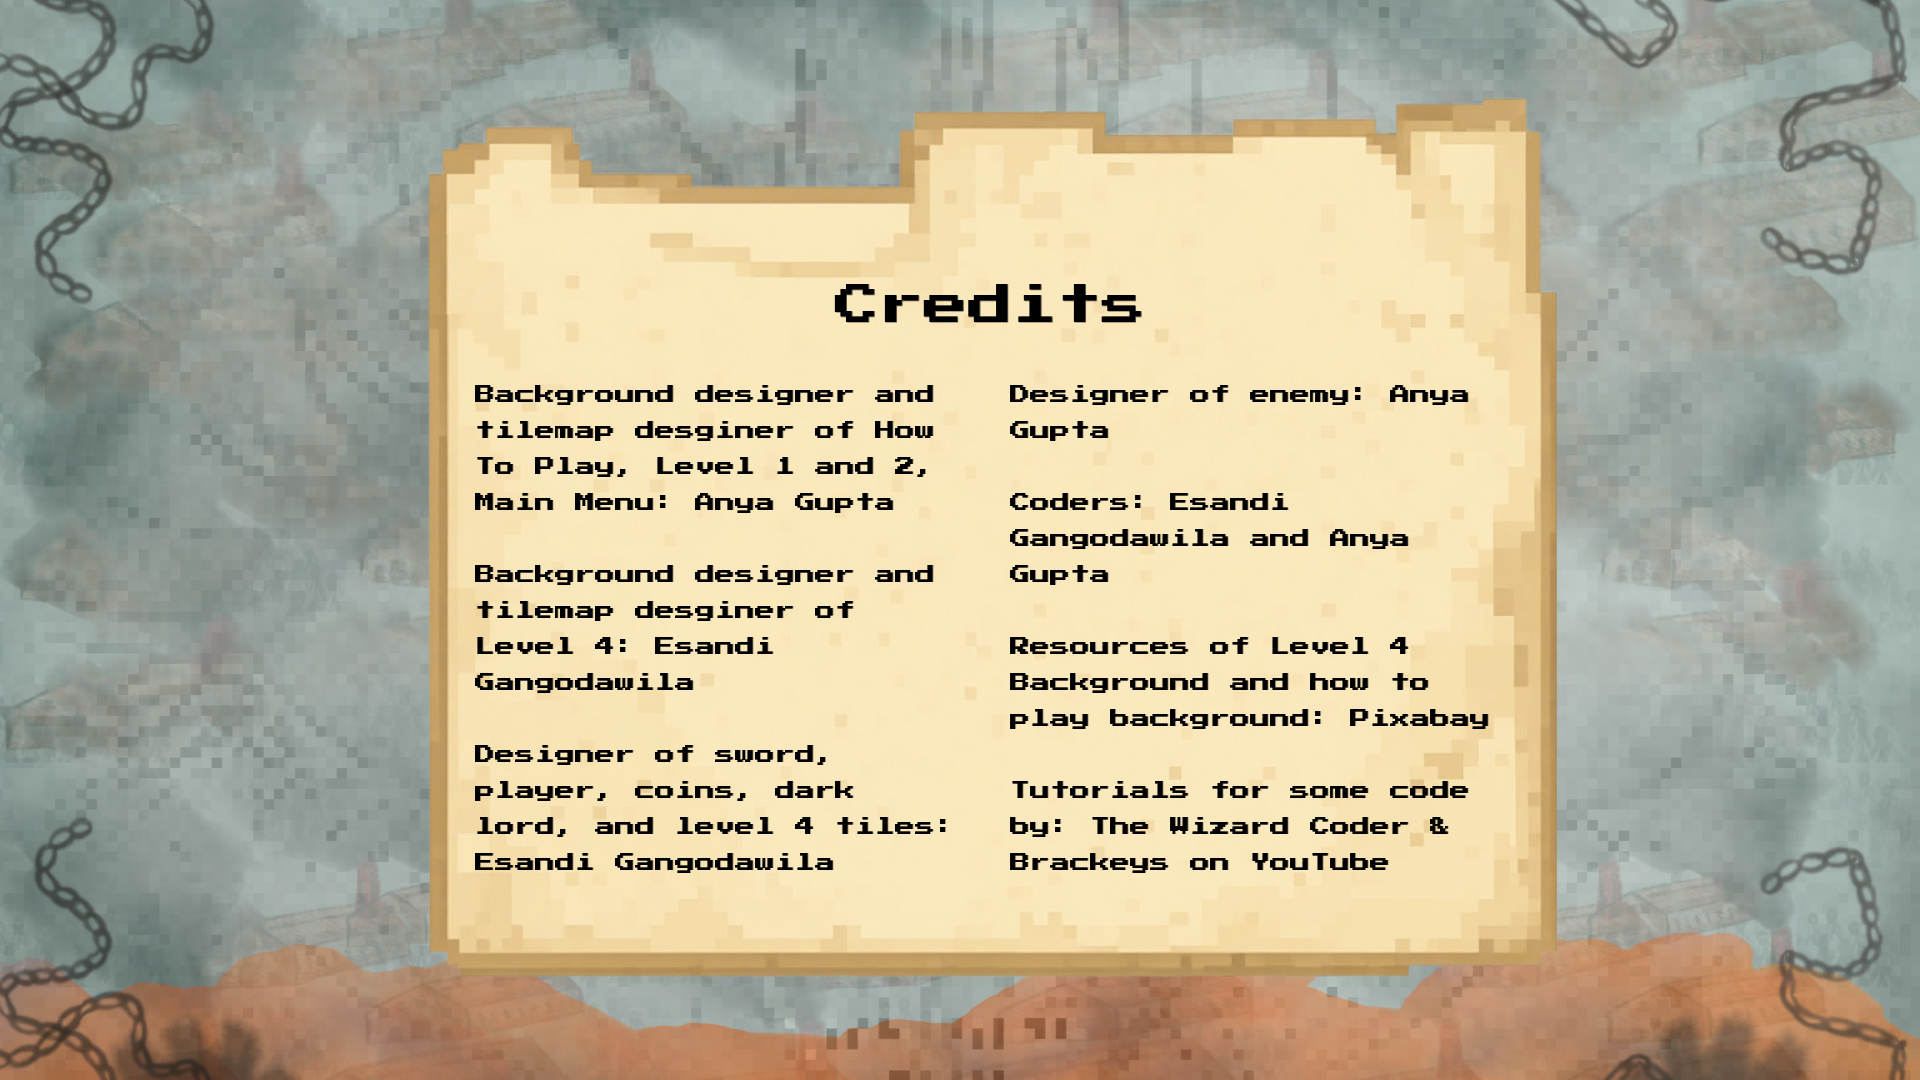 Credits
Background designer and
tilemap desginer of How
To Play, Level 1 and 2,
Main Menu: Anya Gupta
Background designer and
tilemap desginer of
Level 4: Esandi
Gangodawila
Designer of sword,
player, coins, dark
lord, and level 4 tiles:
Esandi Gangodawila
Designer of enemy: Anya
Gupta
Coders: Esandi
Gangodawila and Anya
Gupta
Resources of Level 4
Background and how to
play background: Pixabay
Tutorials for some code
by: The Wizard Coder &
Brackeys on YouTube